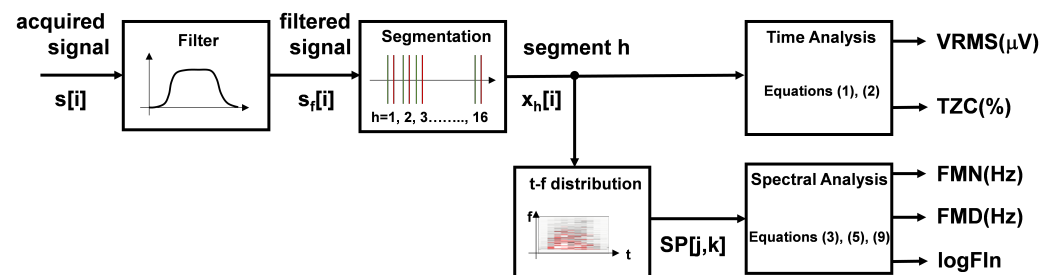 acquired
signal
s[i]
Filter
filtered
signal
sf[i]
Segmentation
h=1, 2, 3........, 16
segment h
xh[i]
Time Analysis
Equations (1), (2)
VRMS(μV)
TZC(%)
t-f distribution
f
t
SP[j,k]
Spectral Analysis
Equations (3), (5), (9)
FMN(Hz)
FMD(Hz)
logFIn